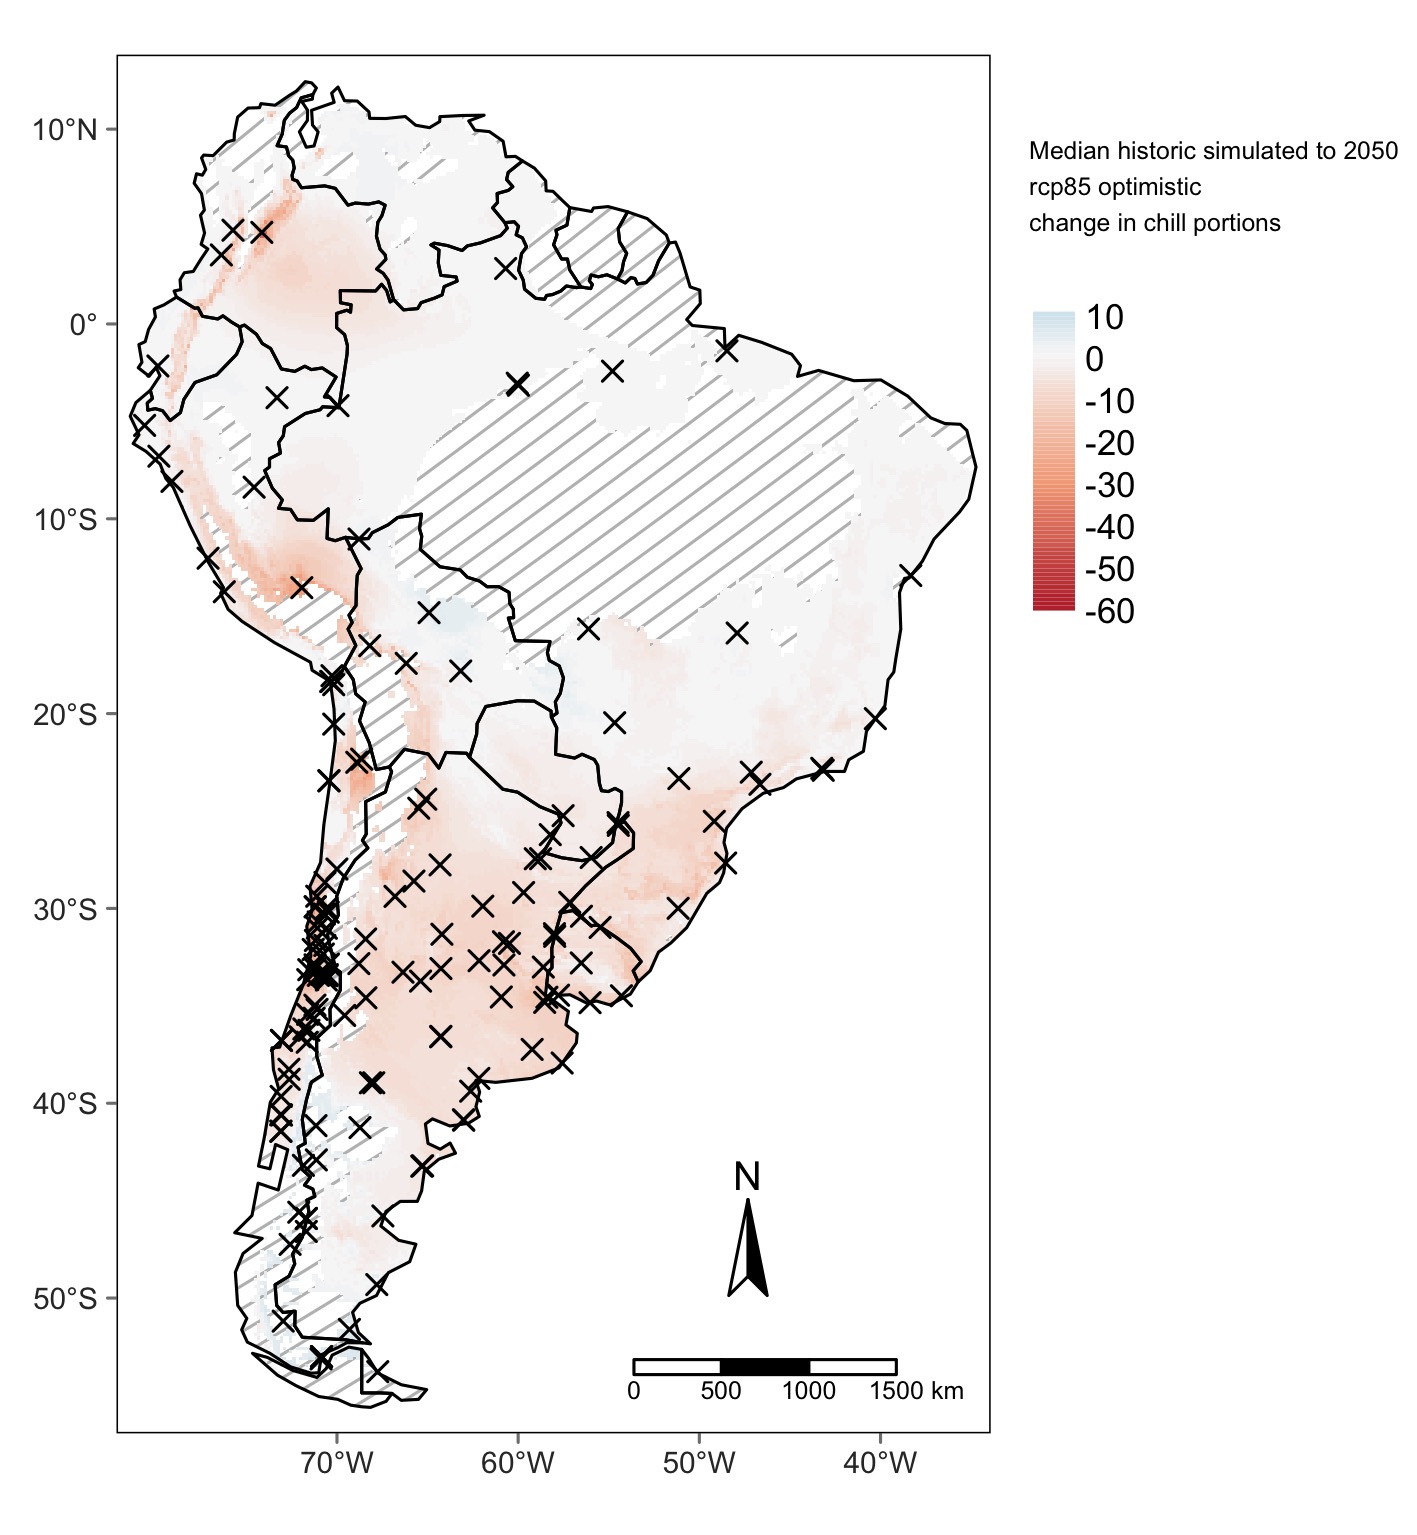 Median historic simulated to 2050
rcp85 optimistic
change in chill portions
10
0
-10
-20
-30
-40
-50
-60
10°N
0°
10°S
20°S
30°S
40°S
50°S
N
0 500 1000 1500 km
70°W 60°W 50°W 40°W